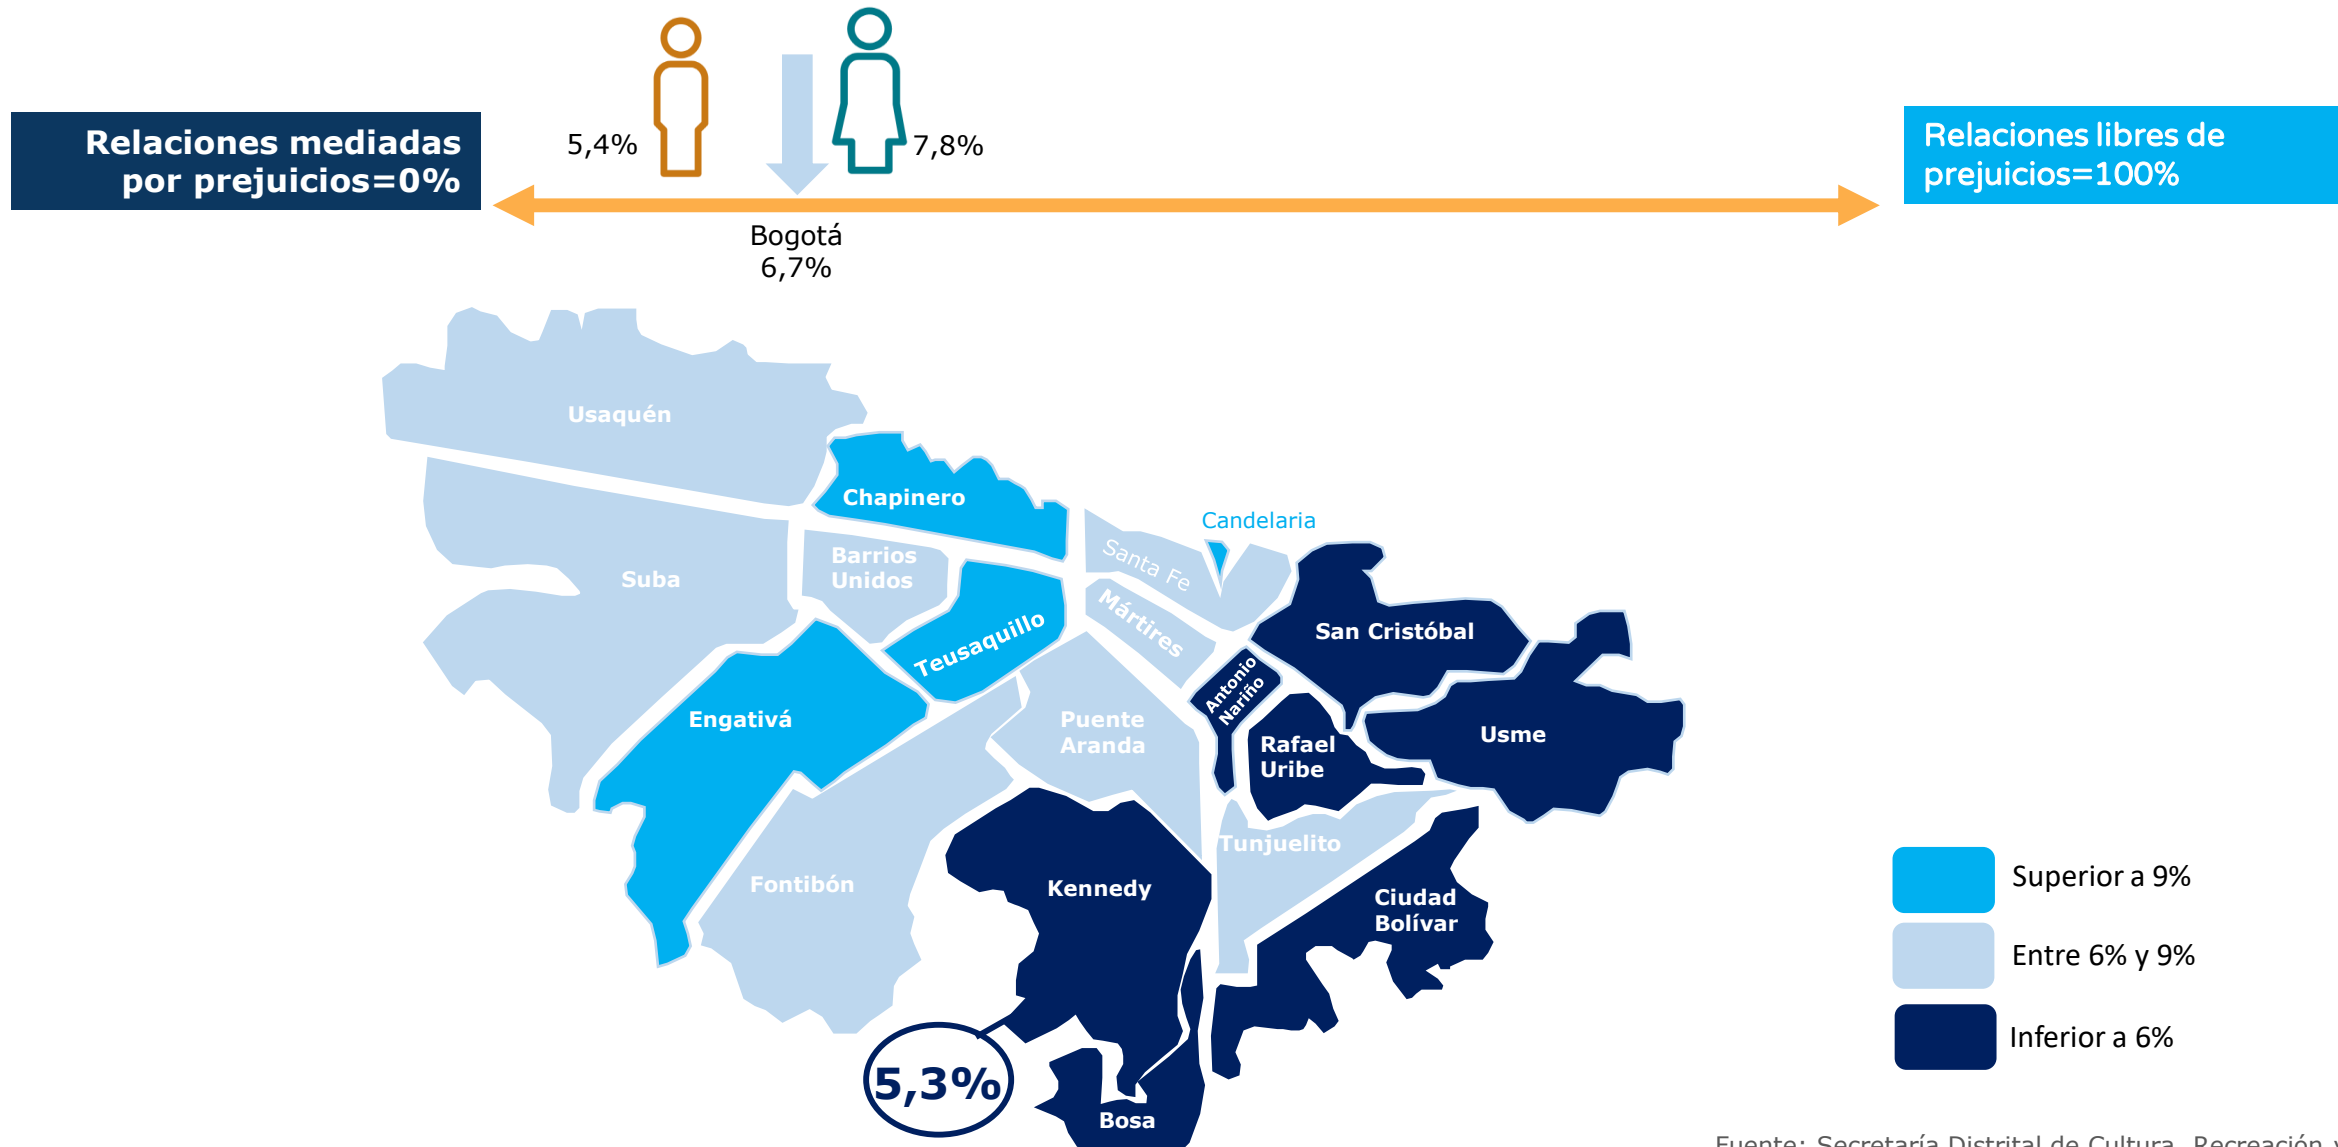 Relaciones mediadas
por prejuicios=0%
5,4%
7,8%
Relaciones libres de
prejuicios=100%
Bogotá
6,7%
Usaquén
Chapinero
Candelaria
Santa Fe
Barrios
Unidos
Suba
Mártires
Teusaquillo
San Cristóbal
Antonio
Nariño
Engativá
Puente
Aranda
Rafael
Uribe
Usme
Tunjuelito
Fontibón
Kennedy
Ciudad
Bolívar
5,3%
Bosa
Superior a 9%
Entre 6% y 9%
Inferior a 6%
Fuente: Secretaría Distrital de Cultura, Recreación y